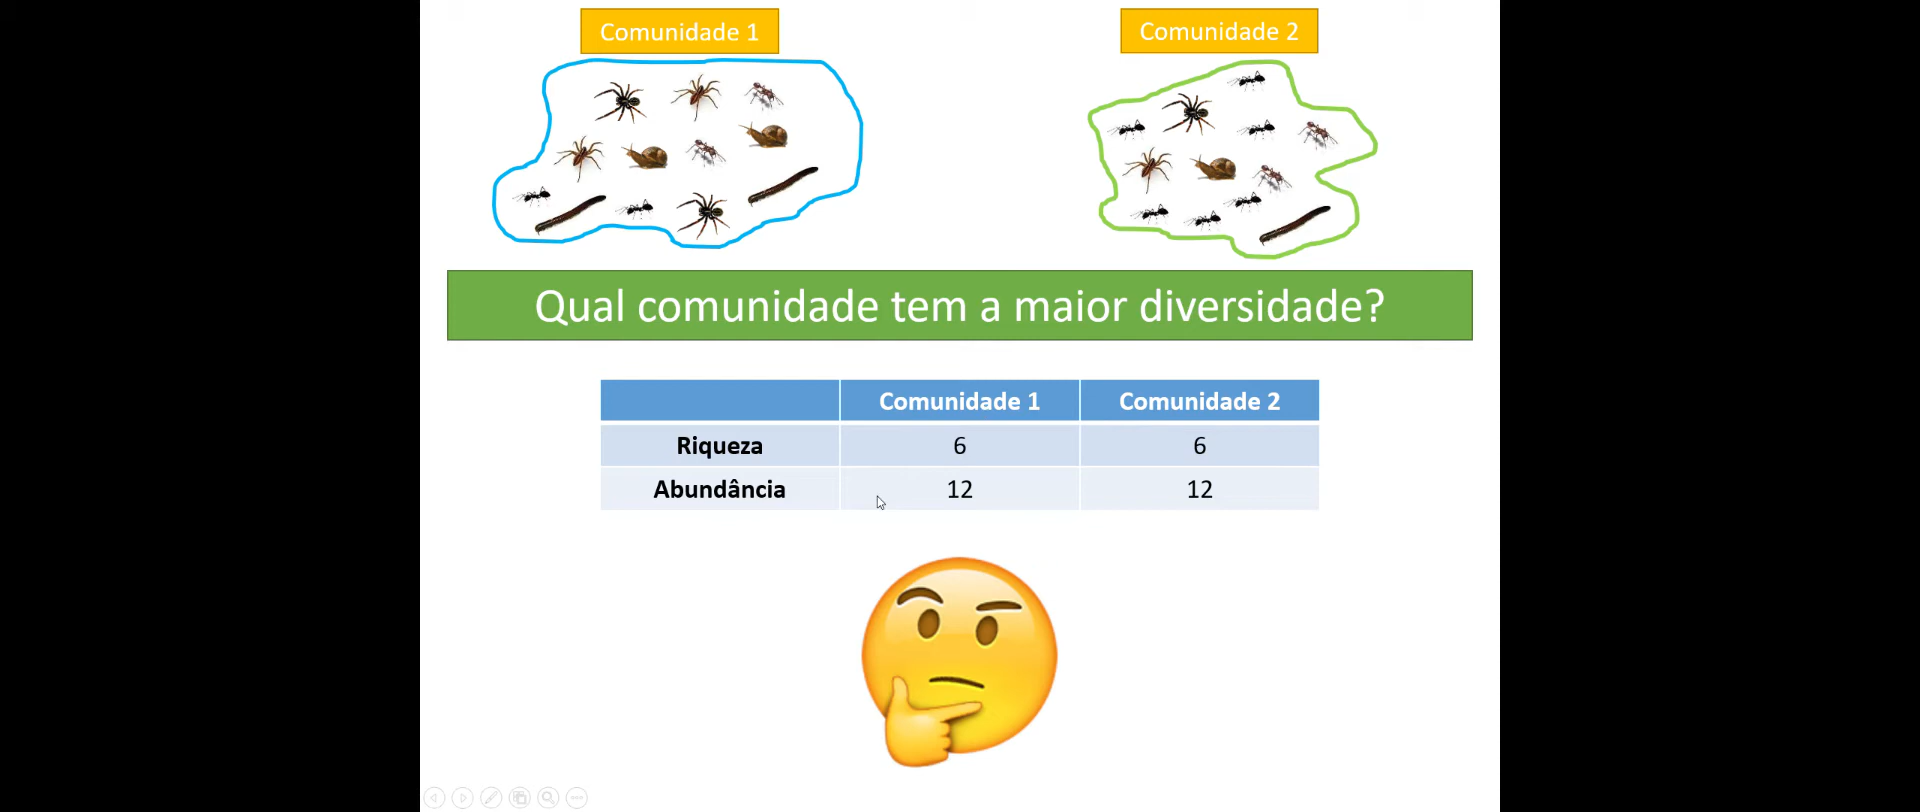 Comunidade 1
Comunidade 2
Qual comunidade tem a maior diversidade?
Comunidade 1 Comunidade 2
Riqueza 6 6
Abundância 12 12